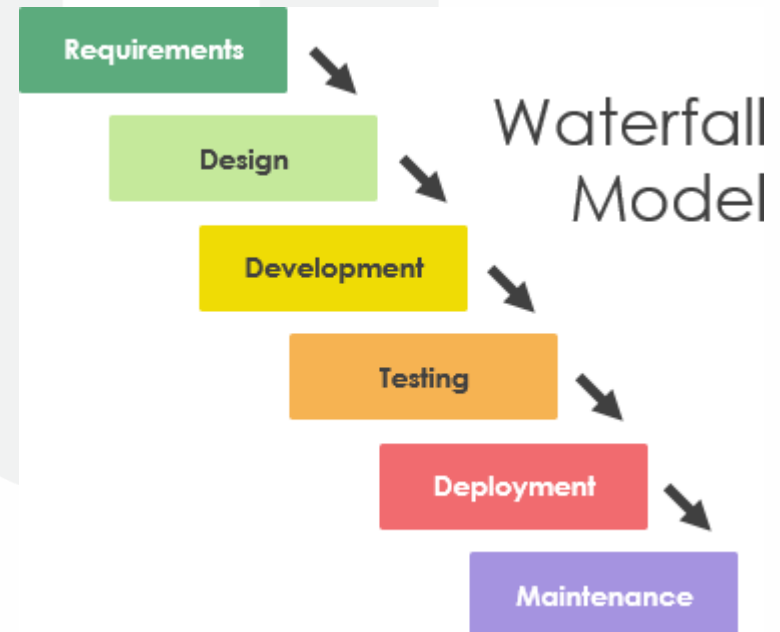 Requirements
Waterfall
Model
Design
Development
Testing
Deployment
Maintenance